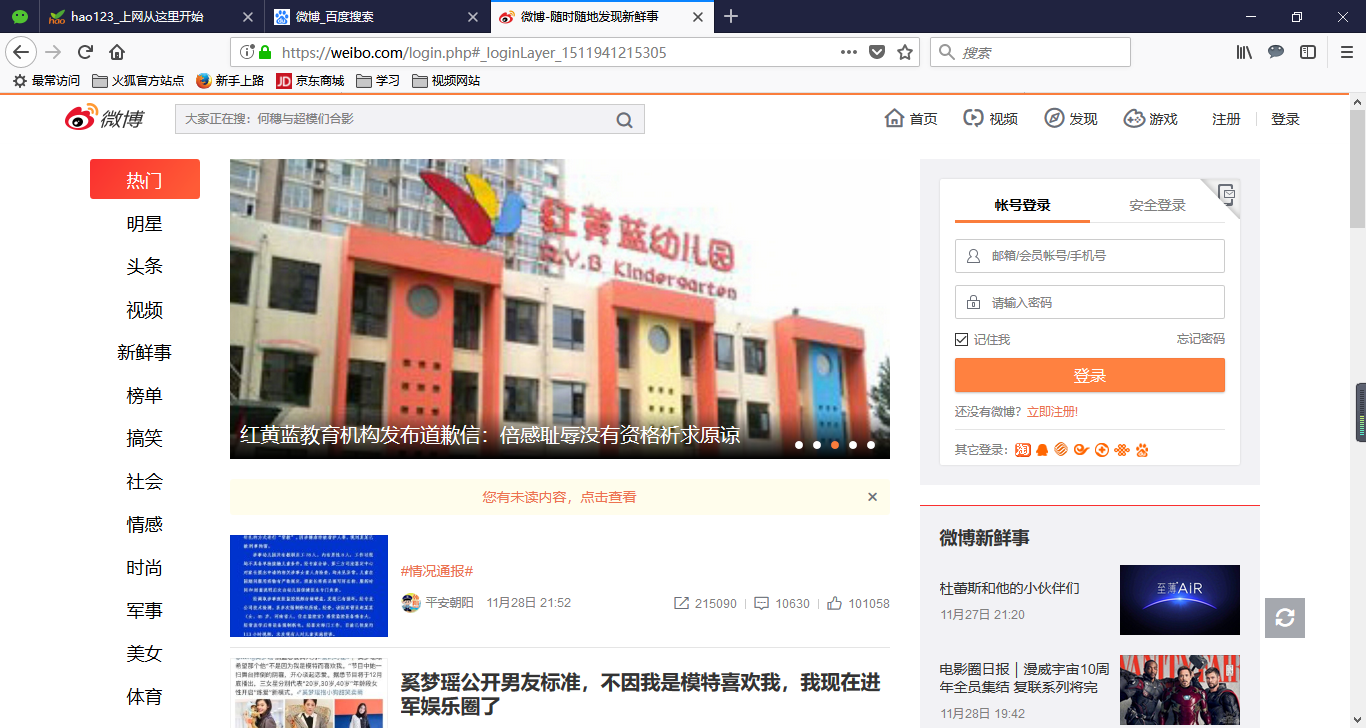 hao123_上网从这里开始
微博_百度搜索
微博-随时随地发现新鲜事
https://weibo.com/login.php#_loginLayer_1511941215305
搜索
最常访问
火狐官方站点
新手上路
JD
京东商城
学习
视频网站
微博
大家正在搜：何穗与超模们合影
首页
视频
发现
游戏
注册
登录
热门
明星
头条
视频
新鲜事
榜单
搞笑
社会
情感
时尚
军事
美女
体育
红黄蓝幼儿园
R.Y.B Kindergarten
红黄蓝教育机构发布道歉信：倍感耻辱没有资格祈求原谅
您有未读内容，点击查看
#情况通报#
平安朝阳 11月28日 21:52
215090
10630
101058
奚梦瑶公开男友标准，不因我是模特喜欢我，我现在进
军娱乐圈了
帐号登录
安全登录
邮箱/会员帐号/手机号
请输入密码
记住我
忘记密码
登录
还没有微博？立即注册!
其它登录：
淘
微博新鲜事
杜蕾斯和他的小伙伴们
11月27日 21:20
至薄 AiR
电影圈日报｜漫威宇宙10周
年全员集结 复联系列将完
11月28日 19:42